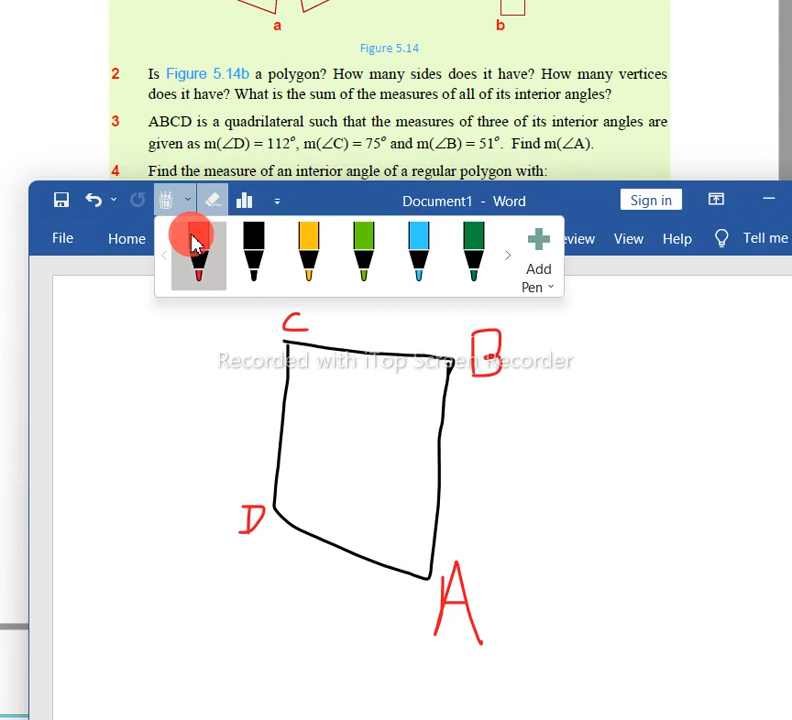 a
b
Figure 5.14
2 Is Figure 5.14b a polygon? How many sides does it have? How many vertices
does it have? What is the sum of the measures of all of its interior angles?
3 ABCD is a quadrilateral such that the measures of three of its interior angles are
given as m(∠D) = 112°, m(∠C) = 75° and m(∠B) = 51°. Find m(∠A).
4 Find the measure of an interior angle of a regular polygon with:
Document1 - Word
Sign in
File
Home
eview
View
Help
Tell me
Add
Pen
C
B
Recorded with iTop Screen Recorder
D
A